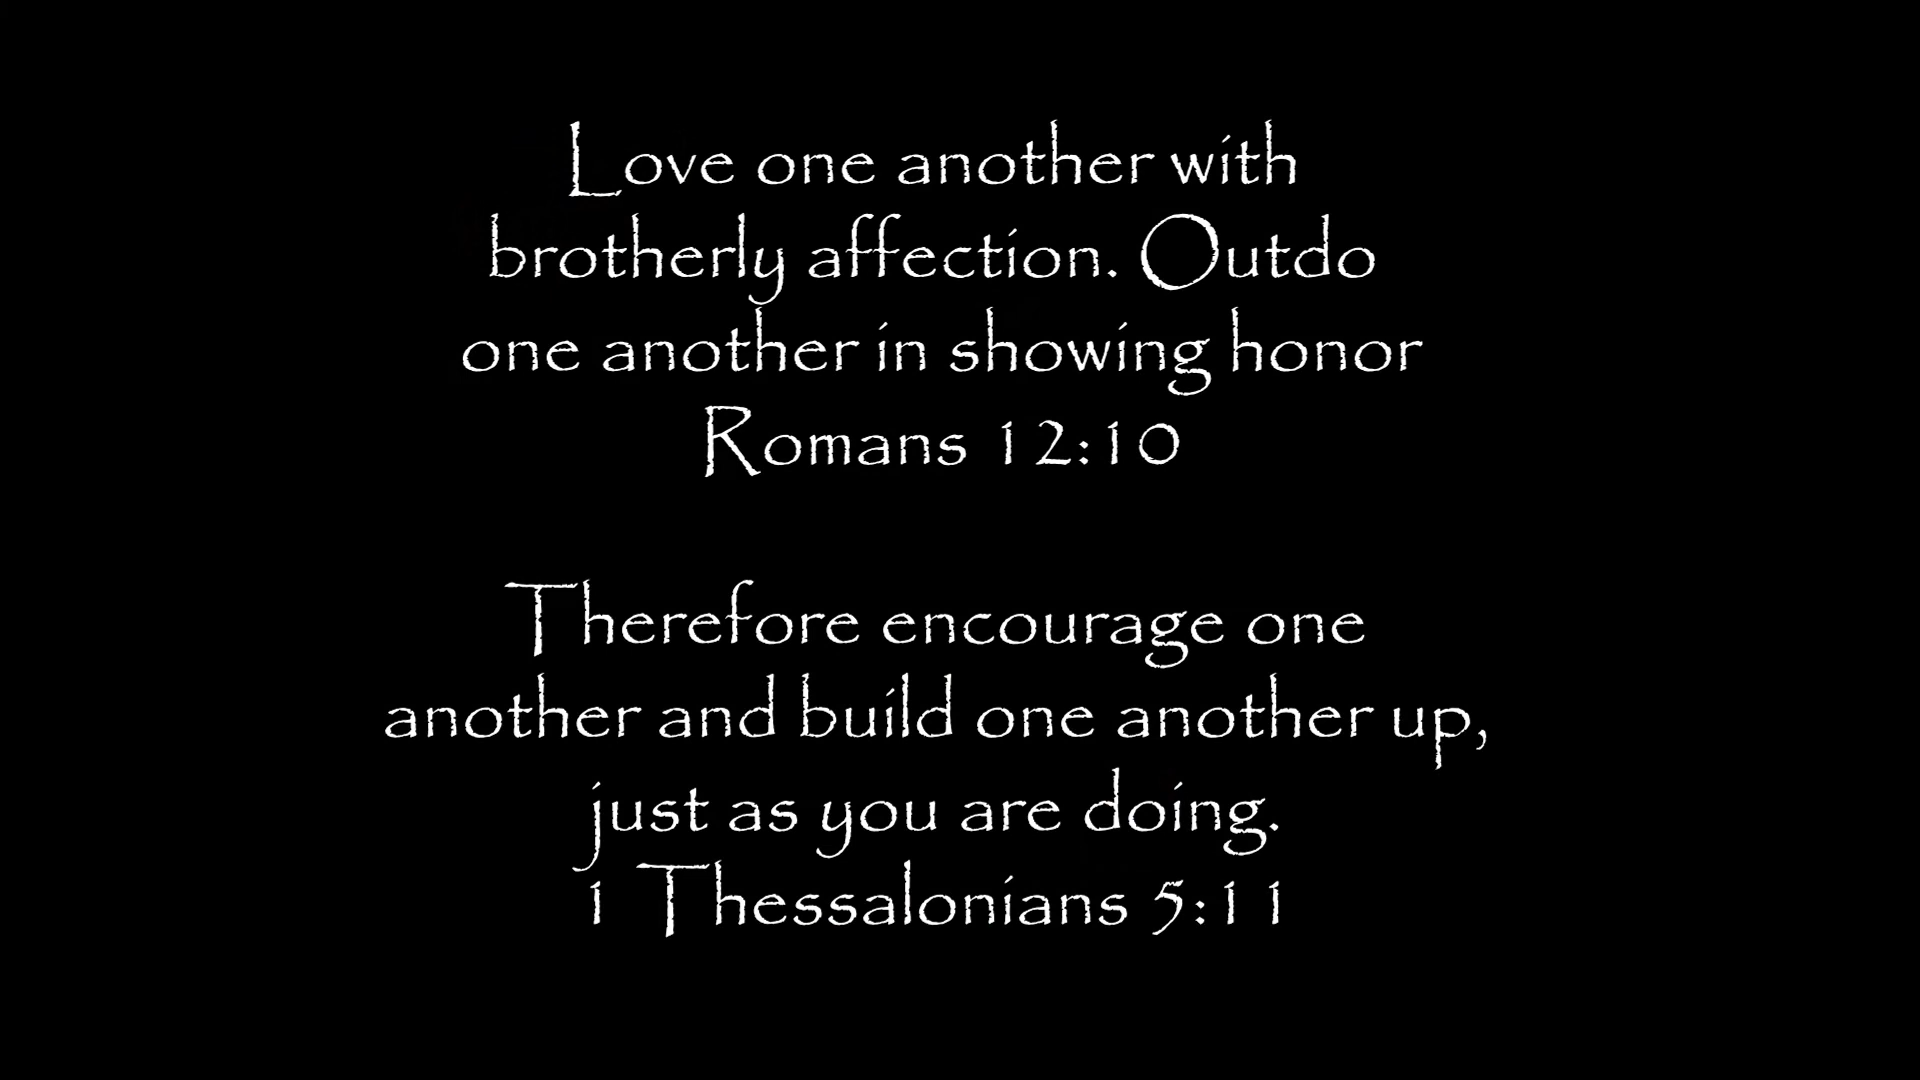 Love one another with
brotherly affection. Outdo
one another in showing honor
Romans 12:10
Therefore encourage one
another and build one another up,
just as you are doing.
1 Thessalonians 5:11